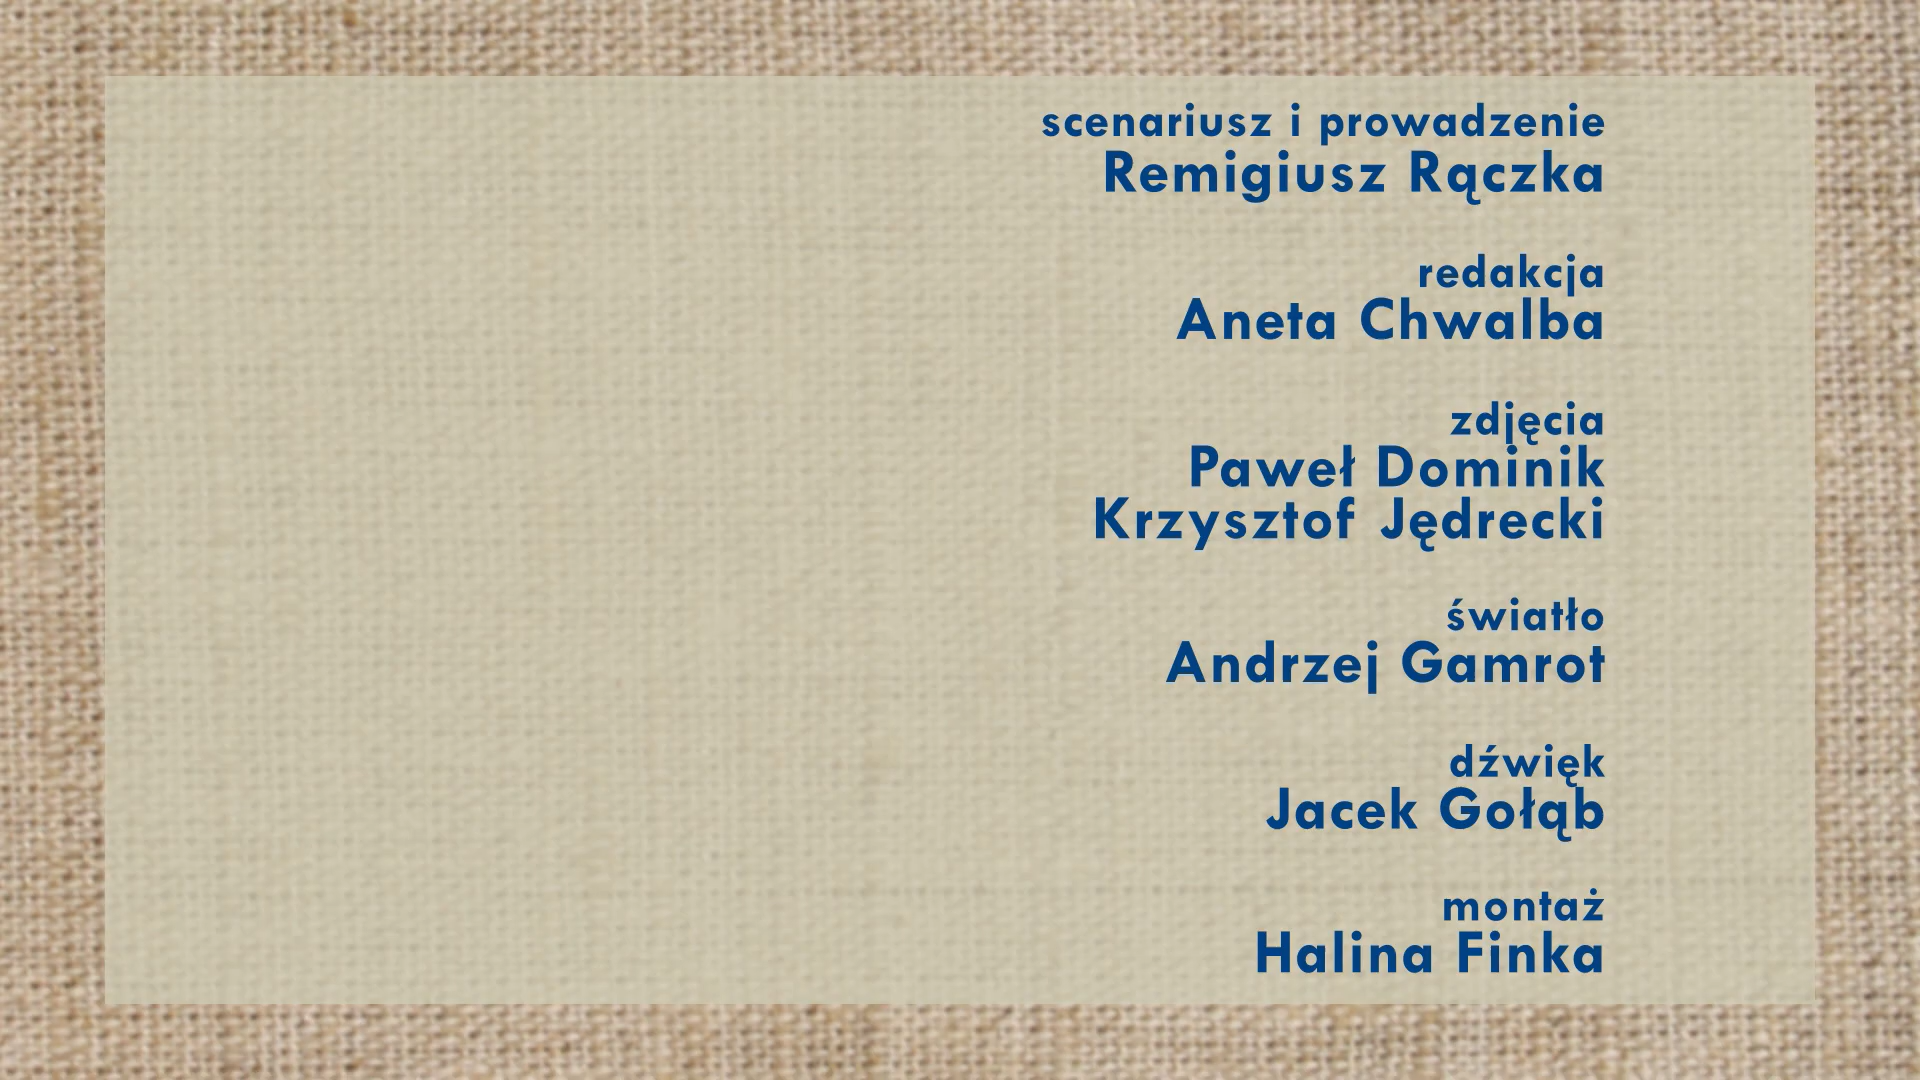 scenariusz i prowadzenie
Remigiusz Rączka
redakcja
Aneta Chwalba
zdjęcia
Paweł Dominik
Krzysztof Jędrecki
światło
Andrzej Gamrot
dźwięk
Jacek Gołąb
montaż
Halina Finka